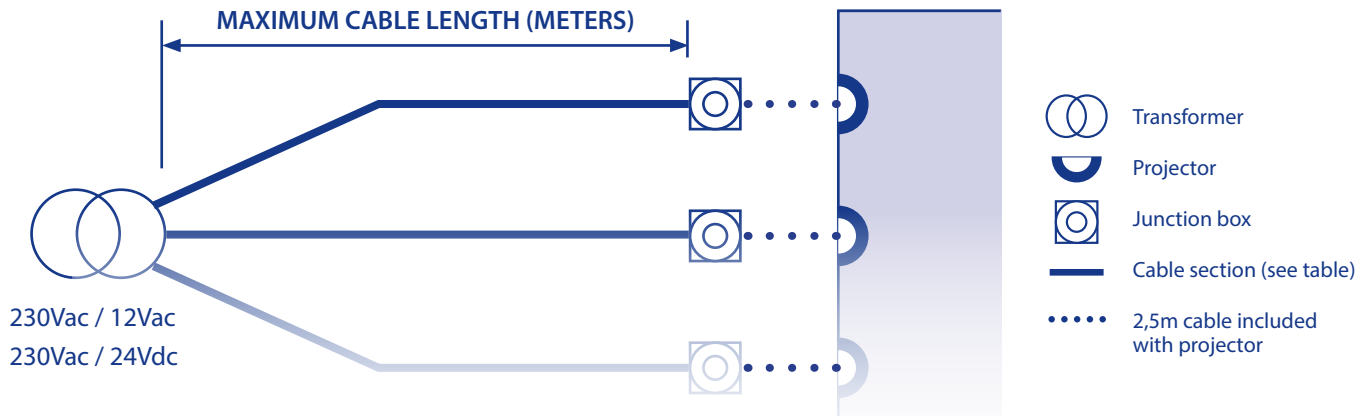 MAXIMUM CABLE LENGTH (METERS)
230Vac / 12Vac
230Vac / 24Vdc
Transformer
Projector
Junction box
Cable section (see table)
2,5m cable included
with projector